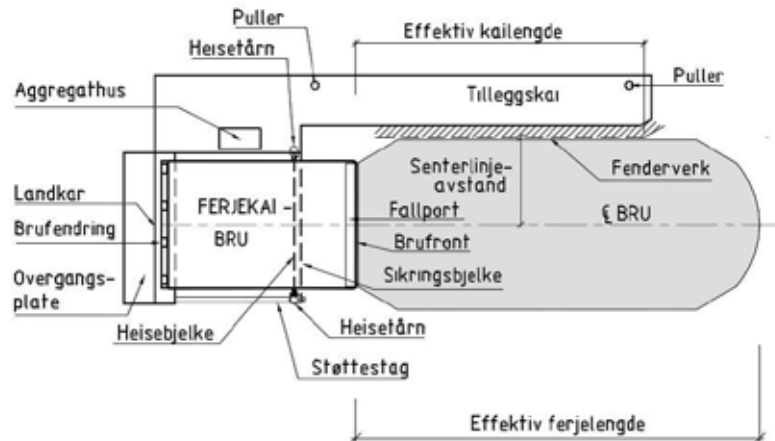 Puller
Effektiv kailengde
Heisetårn
Aggregathus
Tilleggskai
Puller
Senterlinje-
avstand
Fenderverk
Landkar
FERJEKAI -
BRU
Fallport
℄ BRU
Brufendring
Brufront
Overgangs-
plate
Sikringsbjelke
Heisebjelke
Heisetårn
Støttestag
Effektiv ferjelengde